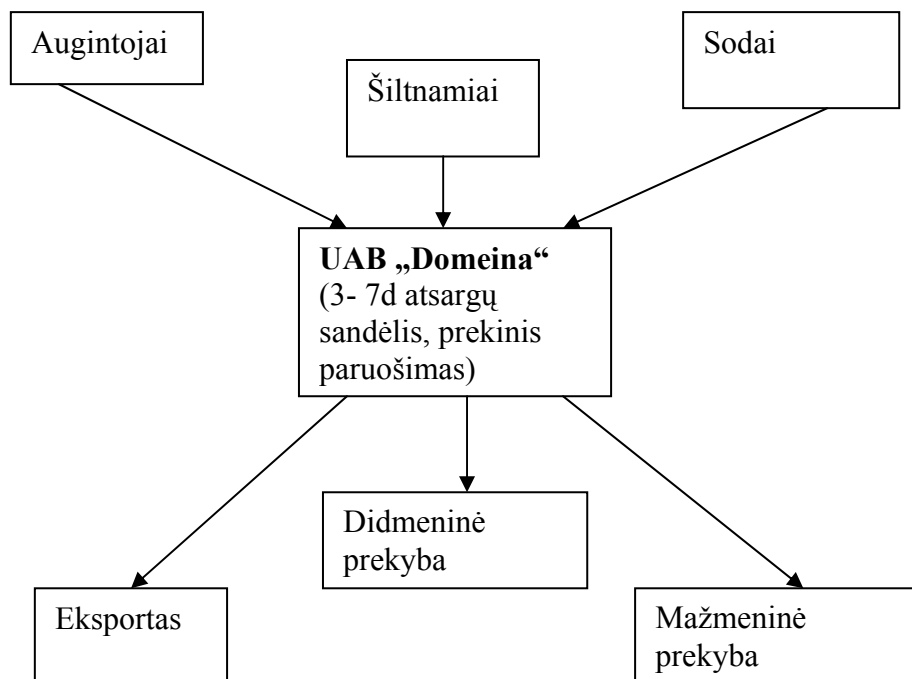 Augintojai
Šiltnamiai
Sodai
UAB „Domeina“
(3- 7d atsargų
sandėlis, prekinis
paruošimas)
Didmeninė
prekyba
Eksportas
Mažmeninė
prekyba